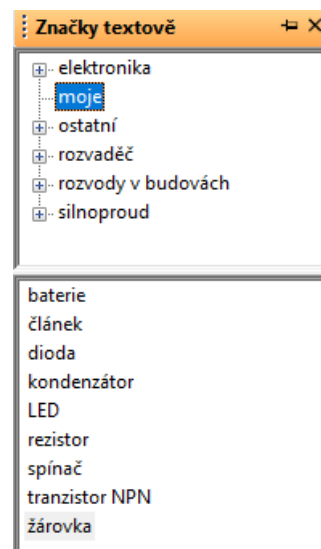 Značky textově
elektronika
moje
ostatní
rozvaděč
rozvody v budovách
silnoproud
baterie
článek
dioda
kondenzátor
LED
rezistor
spínač
tranzistor NPN
žárovka